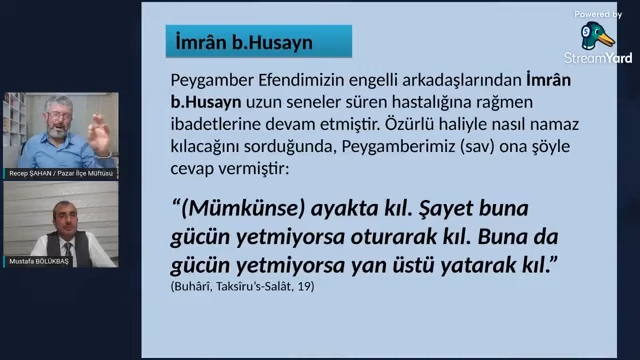 Powered by
StreamYard
İmrân b.Husayn
Peygamber Efendimizin engelli arkadaşlarından İmrân
b.Husayn uzun seneler süren hastalığına rağmen
ibadetlerine devam etmiştir. Özürlü haliyle nasıl namaz
kılacağını sorduğunda, Peygamberimiz (sav) ona şöyle
cevap vermiştir:
“(Mümkünse) ayakta kıl. Şayet buna
gücün yetmiyorsa oturarak kıl. Buna da
gücün yetmiyorsa yan üstü yatarak kıl.”
(Buhârî, Taksîru’s-Salât, 19)
Recep ŞAHAN / Pazar İlçe Müftüsü
Mustafa BÖLÜKBAŞ